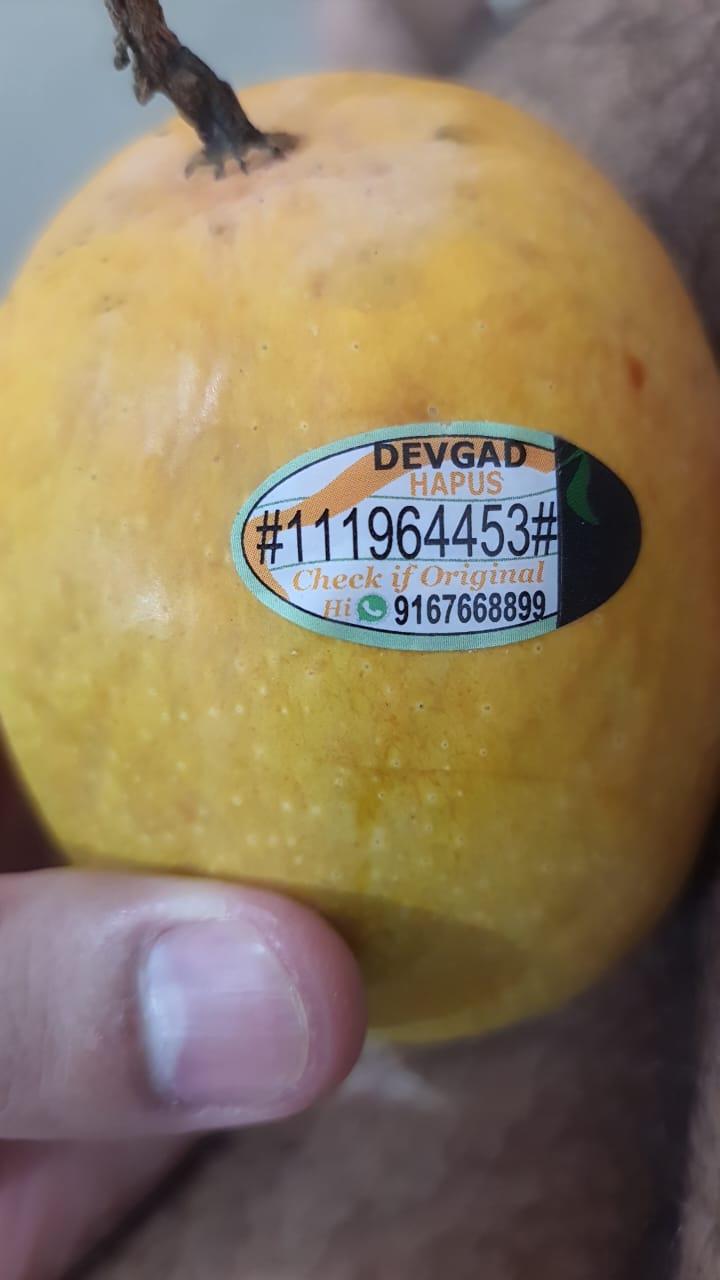 DEVGAD
HAPUS
#111964453#
Check if Original
Hi 9167668899